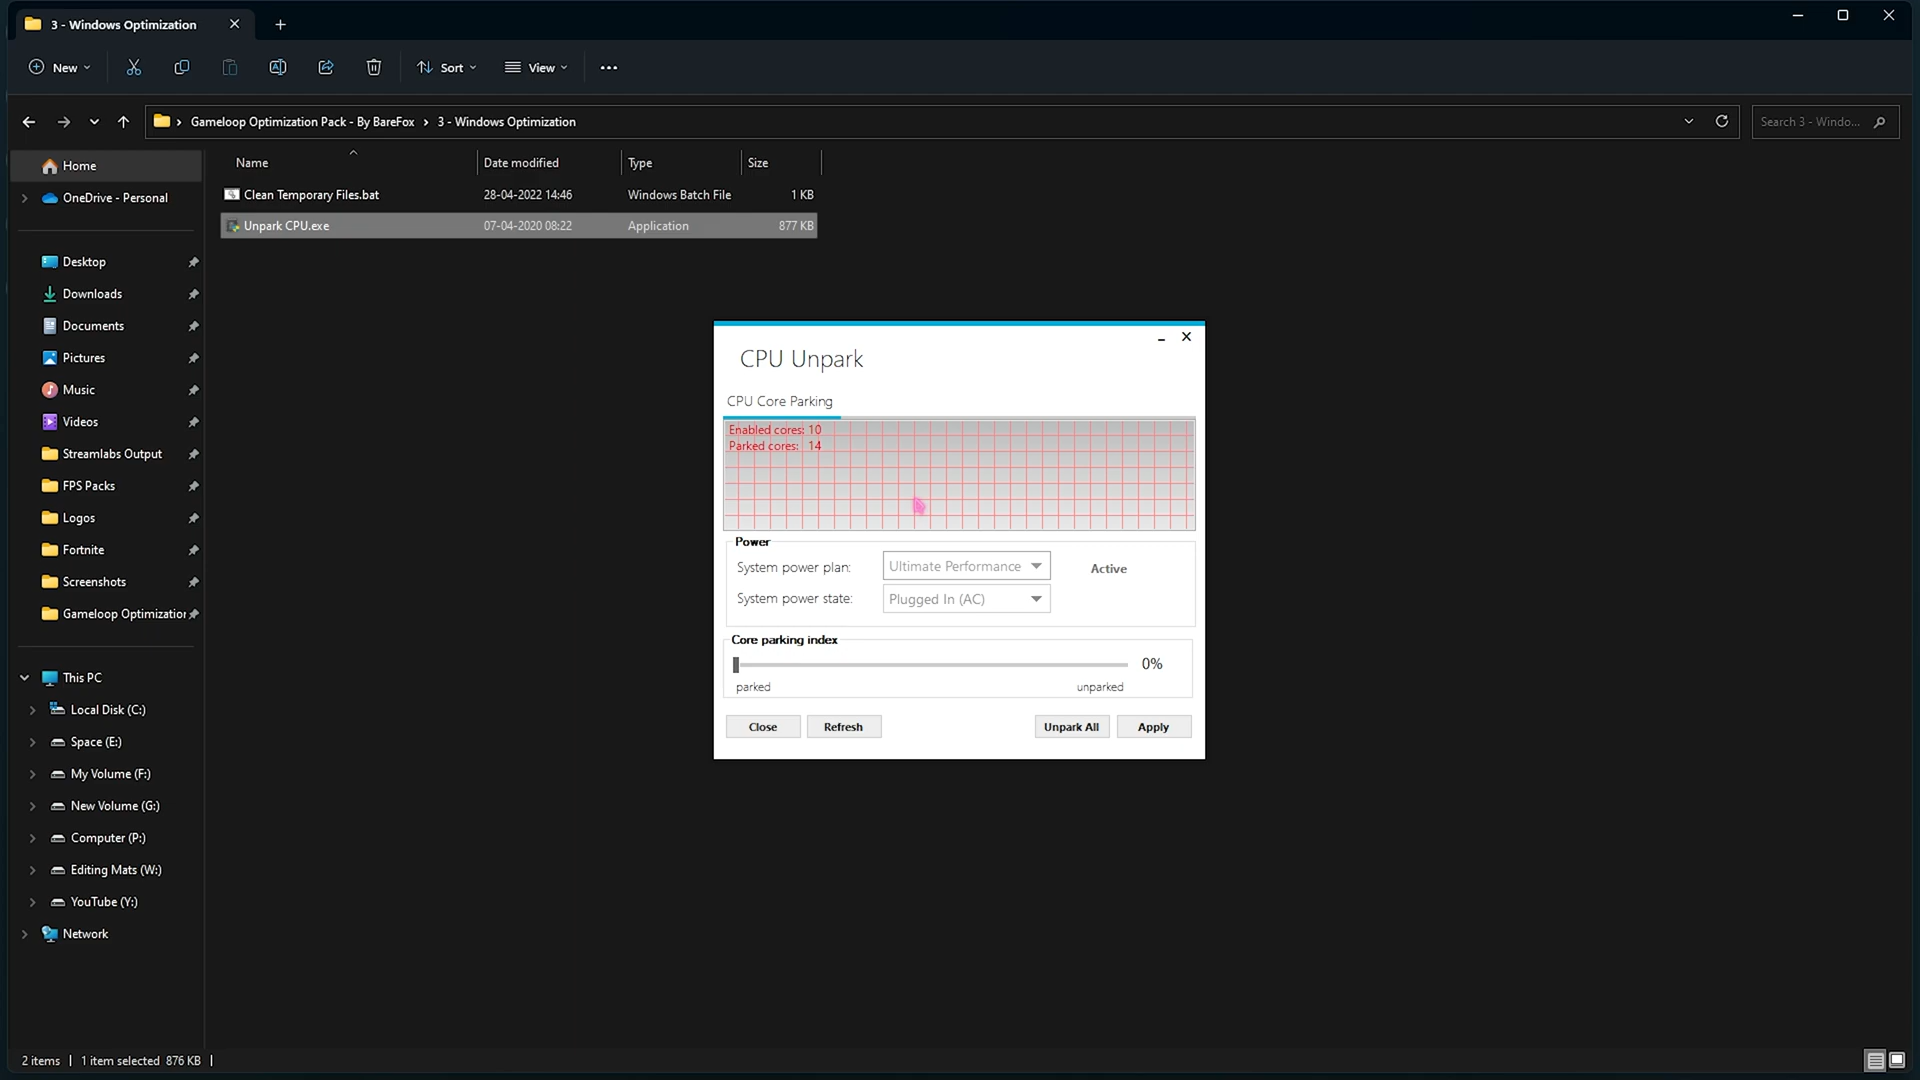 3 - Windows Optimization
New
Sort
View
Gameloop Optimization Pack - By BareFox > 3 - Windows Optimization
Search 3 - Windo...
Name Date modified Type Size
Clean Temporary Files.bat 28-04-2022 14:46 Windows Batch File 1 KB
Unpark CPU.exe 07-04-2020 08:22 Application 877 KB
Home
OneDrive - Personal
Desktop
Downloads
Documents
Pictures
Music
Videos
Streamlabs Output
FPS Packs
Logos
Fortnite
Screenshots
Gameloop Optimization
This PC
Local Disk (C:)
Space (E:)
My Volume (F:)
New Volume (G:)
Computer (P:)
Editing Mats (W:)
YouTube (Y:)
Network
CPU Unpark
CPU Core Parking
Enabled cores: 10
Parked cores: 14
Power
System power plan: Ultimate Performance Active
System power state: Plugged In (AC)
Core parking index
0%
parked unparked
Close Refresh Unpark All Apply
2 items | 1 item selected 876 KB |